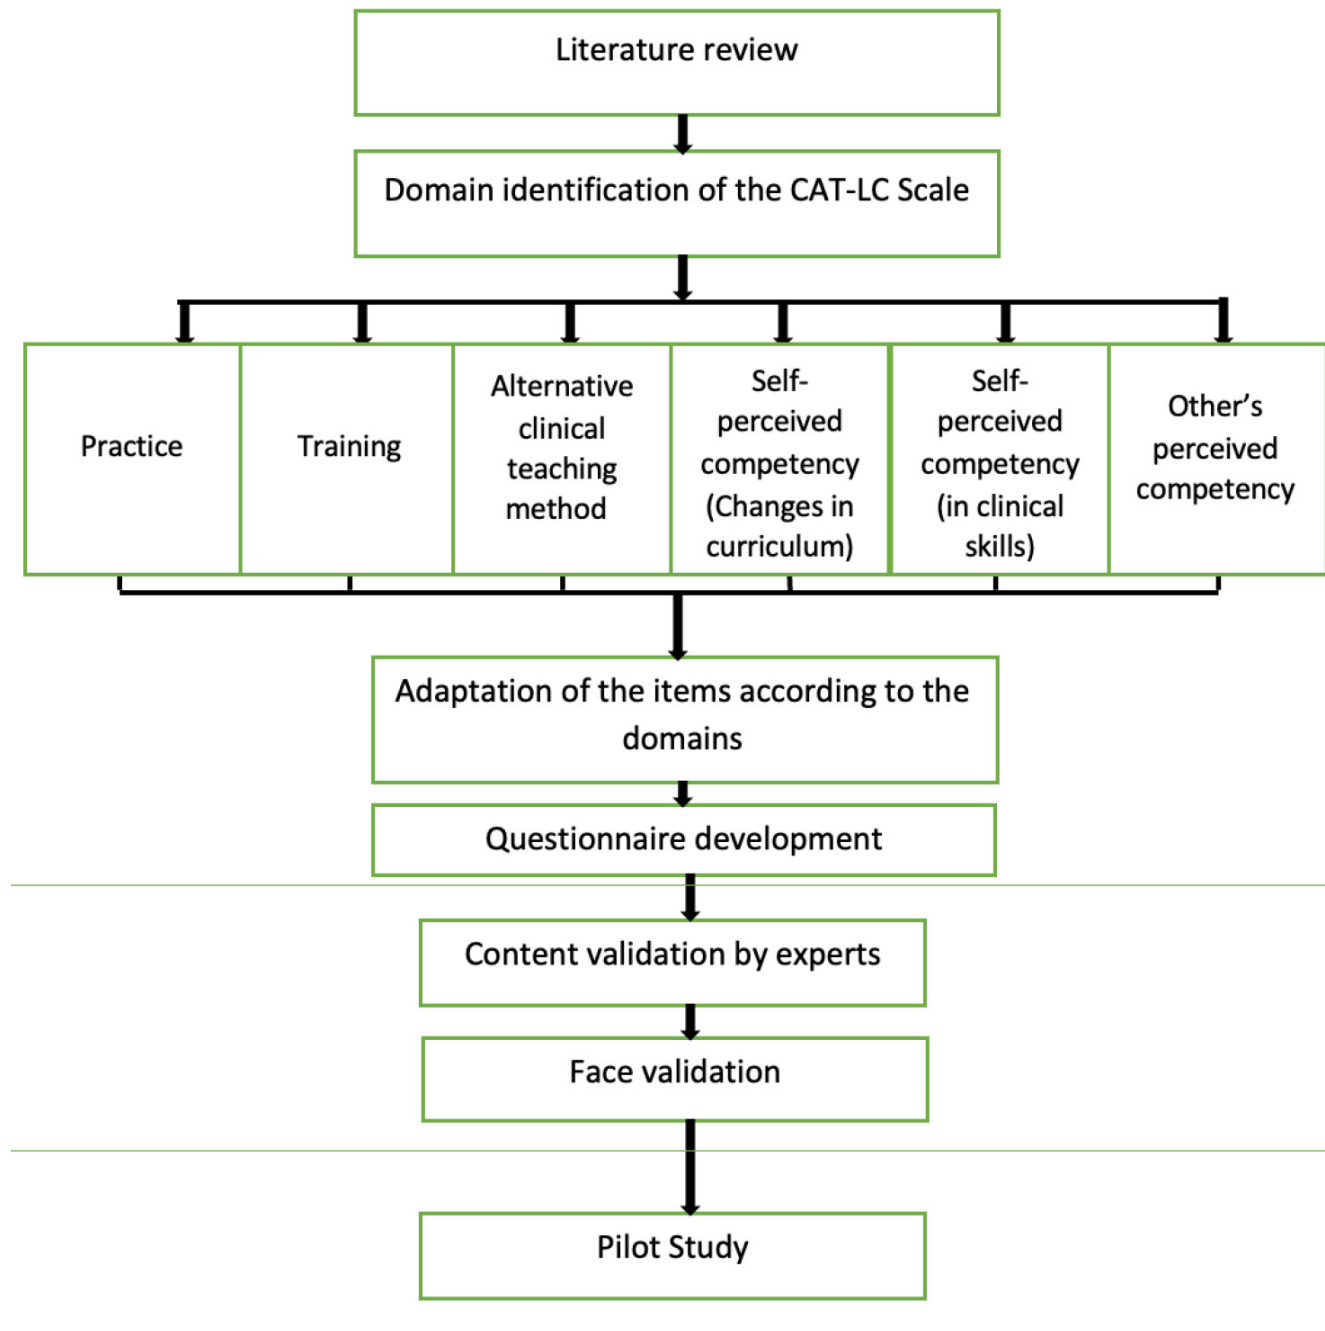 Literature review
Domain identification of the CAT-LC Scale
Practice
Training
Alternative
clinical
teaching
method
Self-
perceived
competency
(Changes in
curriculum)
Self-
perceived
competency
(in clinical
skills)
Other’s
perceived
competency
Adaptation of the items according to the
domains
Questionnaire development
Content validation by experts
Face validation
Pilot Study